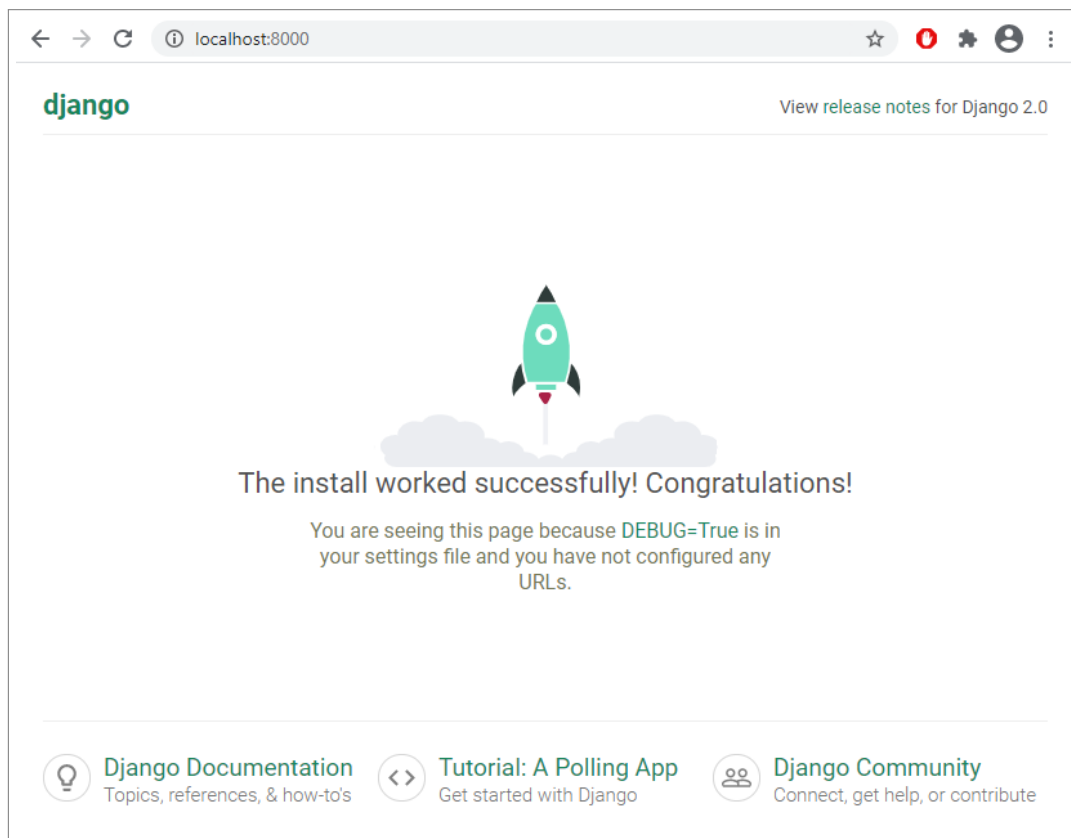 localhost:8000
django
View release notes for Django 2.0
The install worked successfully! Congratulations!
You are seeing this page because DEBUG=True is in
your settings file and you have not configured any
URLs.
Django Documentation
Topics, references, & how-to's
Tutorial: A Polling App
Get started with Django
Django Community
Connect, get help, or contribute